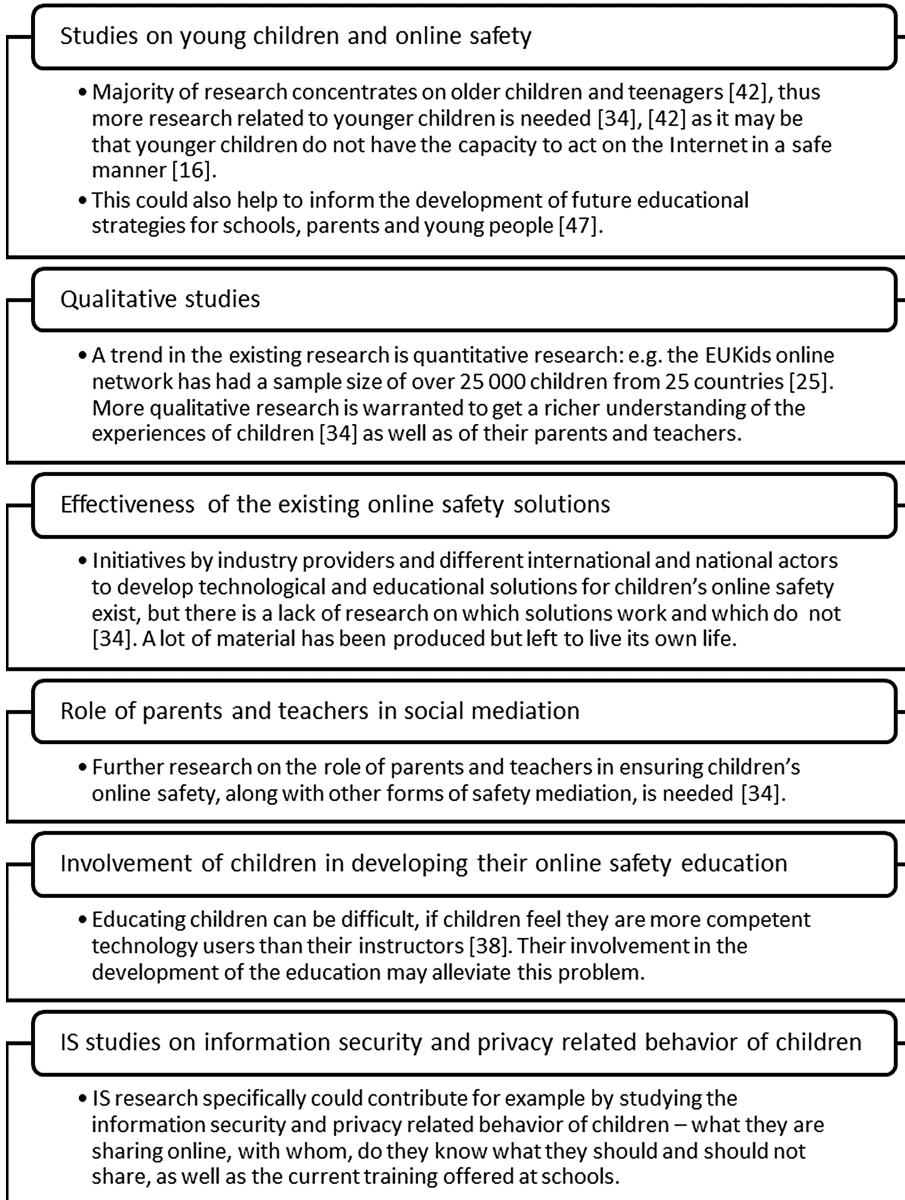 Studies on young children and online safety
• Majority of research concentrates on older children and teenagers [42], thus
more research related to younger children is needed [34], [42] as it may be
that younger children do not have the capacity to act on the Internet in a safe
manner [16].
• This could also help to inform the development of future educational
strategies for schools, parents and young people [47].
Qualitative studies
• A trend in the existing research is quantitative research: e.g. the EUKids online
network has had a sample size of over 25 000 children from 25 countries [25].
More qualitative research is warranted to get a richer understanding of the
experiences of children [34] as well as of their parents and teachers.
Effectiveness of the existing online safety solutions
• Initiatives by industry providers and different international and national actors
to develop technological and educational solutions for children's online safety
exist, but there is a lack of research on which solutions work and which do not
[34]. A lot of material has been produced but left to live its own life.
Role of parents and teachers in social mediation
• Further research on the role of parents and teachers in ensuring children's
online safety, along with other forms of safety mediation, is needed [34].
Involvement of children in developing their online safety education
• Educating children can be difficult, if children feel they are more competent
technology users than their instructors [38]. Their involvement in the
development of the education may alleviate this problem.
IS studies on information security and privacy related behavior of children
• IS research specifically could contribute for example by studying the
information security and privacy related behavior of children – what they are
sharing online, with whom, do they know what they should and should not
share, as well as the current training offered at schools.